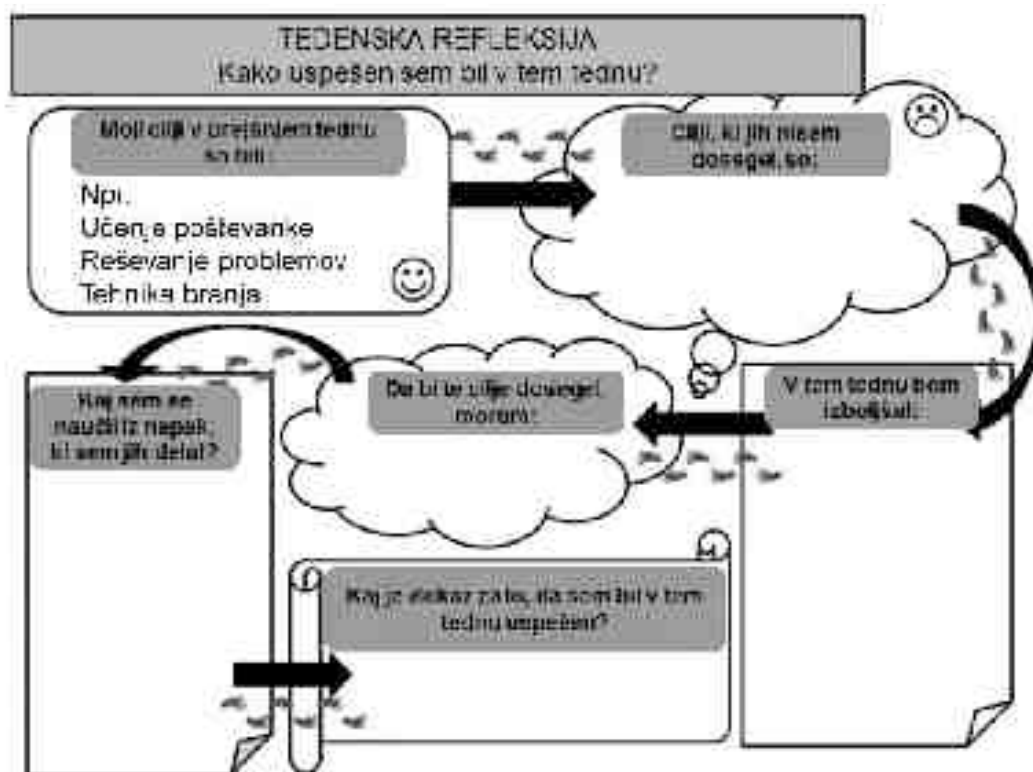 TEDENSKA REFLEKSIJA
Kako uspešen sem bil v tem tednu?
Moji cilji v prejšnjem tednu
so bili:
Npr.
Učenje poštevanke
Reševanje problemov
Tehnika branja
Cilji, ki jih nisem
dosegel, so:
V tem tednu bom
izboljšal:
Da bi te cilje dosegel,
moram:
Kaj sem se
naučil iz napak,
ki sem jih delal?
Kaj je dokaz za to, da sem bil v tem
tednu uspešen?